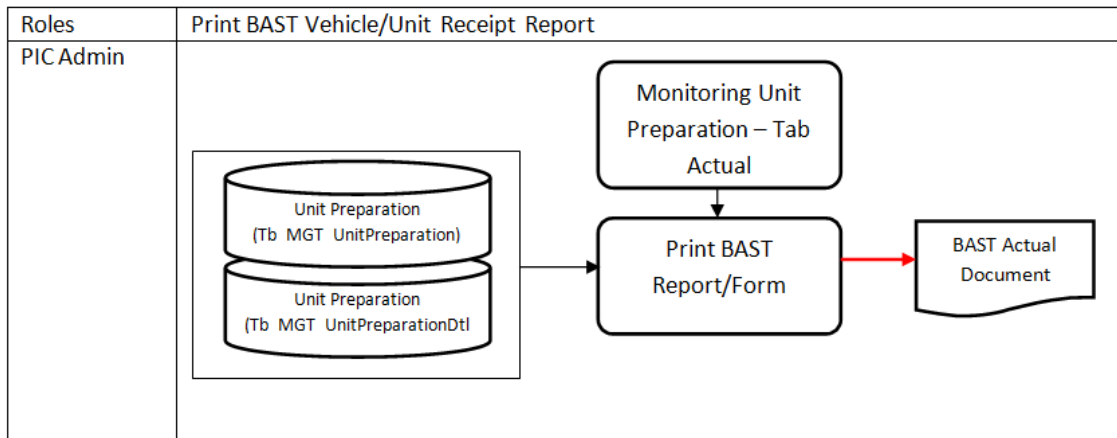 Roles
Print BAST Vehicle/Unit Receipt Report
PIC Admin
Monitoring Unit
Preparation – Tab
Actual
Unit Preparation
(Tb MGT UnitPreparation)
Unit Preparation
(Tb MGT UnitPreparationDtl
Print BAST
Report/Form
BAST Actual
Document